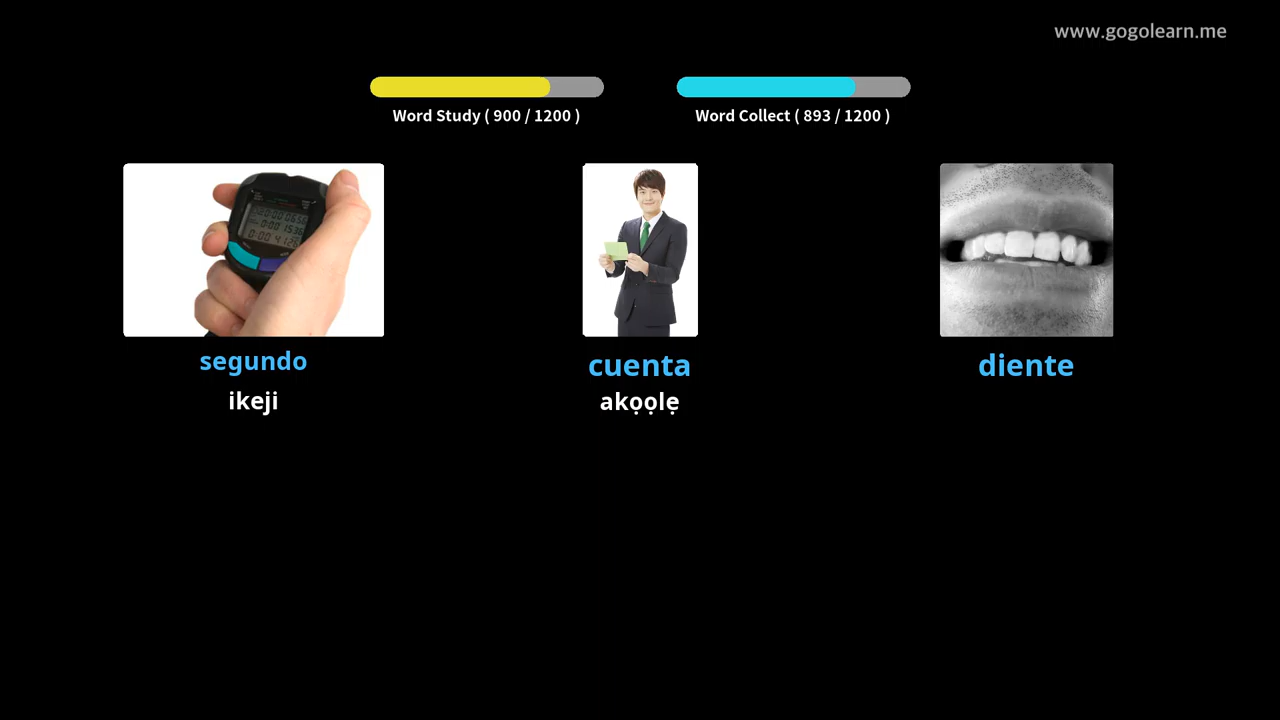 www.gogolearn.me
Word Study ( 900 / 1200 )
Word Collect ( 893 / 1200 )
segundo
cuenta
diente
ikeji
akọọlẹ